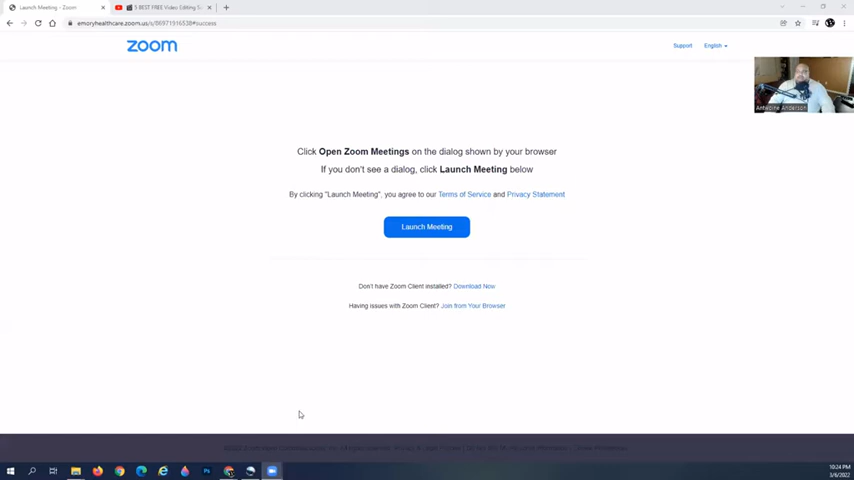 Launch Meeting - Zoom
5 BEST FREE Video Editing S
emoryhealthcare.zoom.us/s/86971916538#success
zoom
Support English
Antwoine Anderson
Click Open Zoom Meetings on the dialog shown by your browser
If you don't see a dialog, click Launch Meeting below
By clicking "Launch Meeting", you agree to our Terms of Service and Privacy Statement
Launch Meeting
Don't have Zoom Client installed? Download Now
Having issues with Zoom Client? Join from Your Browser
Ps
10:24 PM
3/6/2022